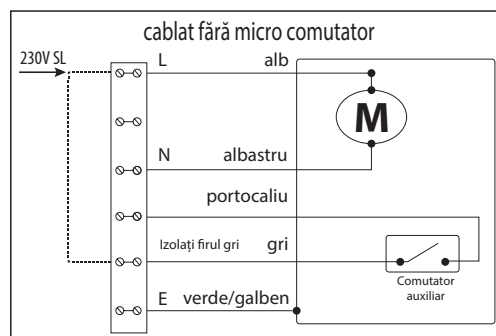 cablat fără micro comutator
230V SL
L alb
M
N albastru
portocaliu
Izolați firul gri gri
Comutator
auxiliar
E verde/galben